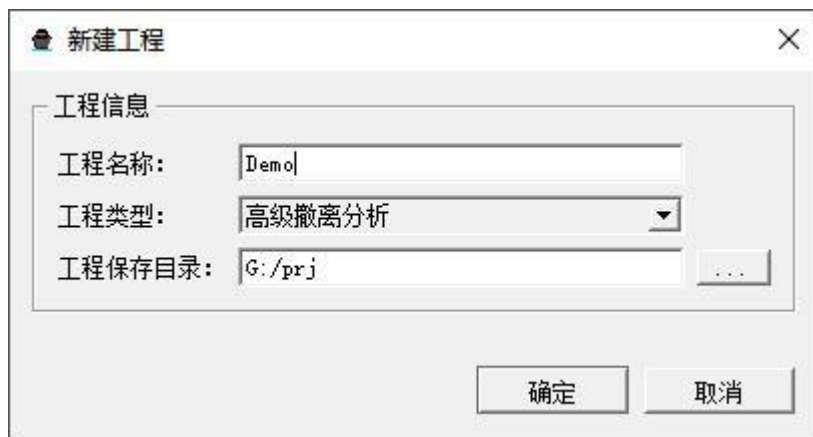 新建工程
工程信息
工程名称: Demo
工程类型: 高级撤离分析
工程保存目录: G:/prj ...
确定 取消